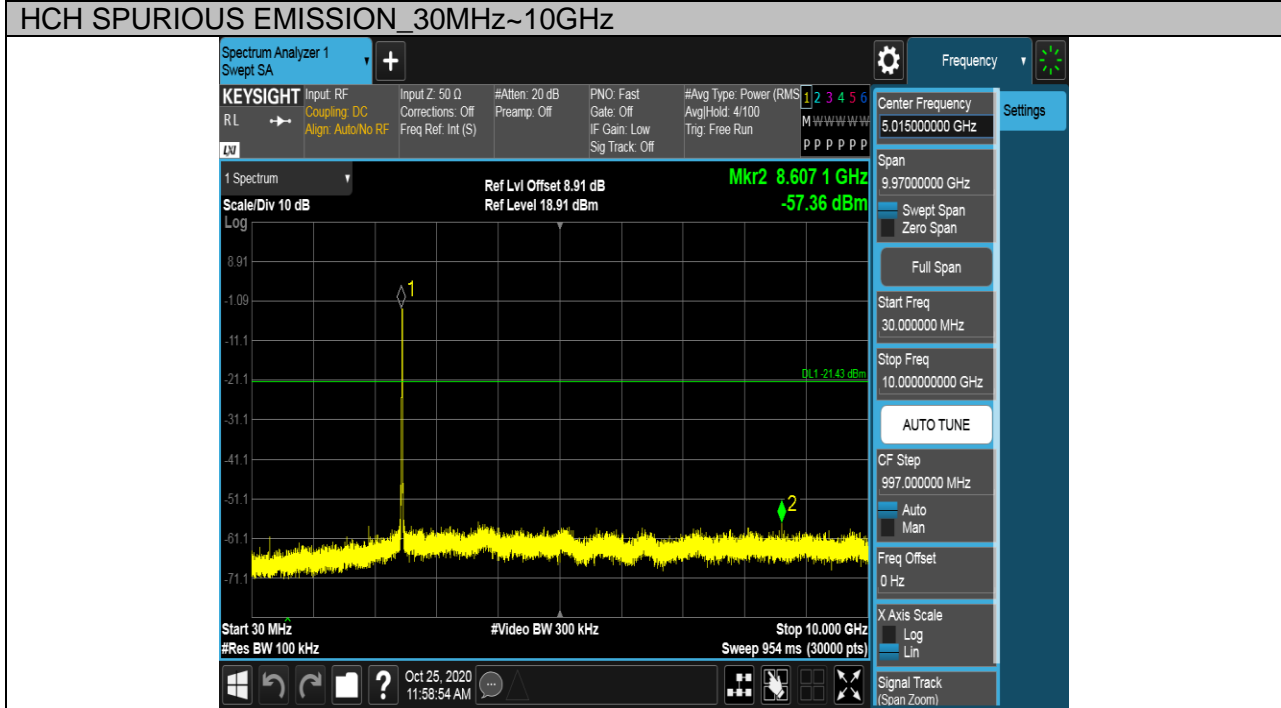 HCH SPURIOUS EMISSION_30MHz~10GHz
Spectrum Analyzer 1
Swept SA
Frequency
KEYSIGHT
RL
LXI
Input: RF
Coupling: DC
Align: Auto/No RF
Input Z: 50 Ω
Corrections: Off
Freq Ref: Int (S)
#Atten: 20 dB
Preamp: Off
PNO: Fast
Gate: Off
IF Gain: Low
Sig Track: Off
#Avg Type: Power (RMS
Avg|Hold: 4/100
Trig: Free Run
1 2 3 4 5 6
M W W W W W
P P P P P P
1 Spectrum
Scale/Div 10 dB
Ref Lvl Offset 8.91 dB
Ref Level 18.91 dBm
Mkr2 8.607 1 GHz
-57.36 dBm
Log
8.91
-1.09
-11.1
-21.1
-31.1
-41.1
-51.1
-61.1
-71.1
1
DL1 -21.43 dBm
2
Start 30 MHz
#Res BW 100 kHz
#Video BW 300 kHz
Stop 10.000 GHz
Sweep 954 ms (30000 pts)
Center Frequency
5.015000000 GHz
Settings
Span
9.97000000 GHz
Swept Span
Zero Span
Full Span
Start Freq
30.000000 MHz
Stop Freq
10.000000000 GHz
AUTO TUNE
CF Step
997.000000 MHz
Auto
Man
Freq Offset
0 Hz
X Axis Scale
Log
Lin
Signal Track
(Span Zoom)
?
Oct 25, 2020
11:58:54 AM